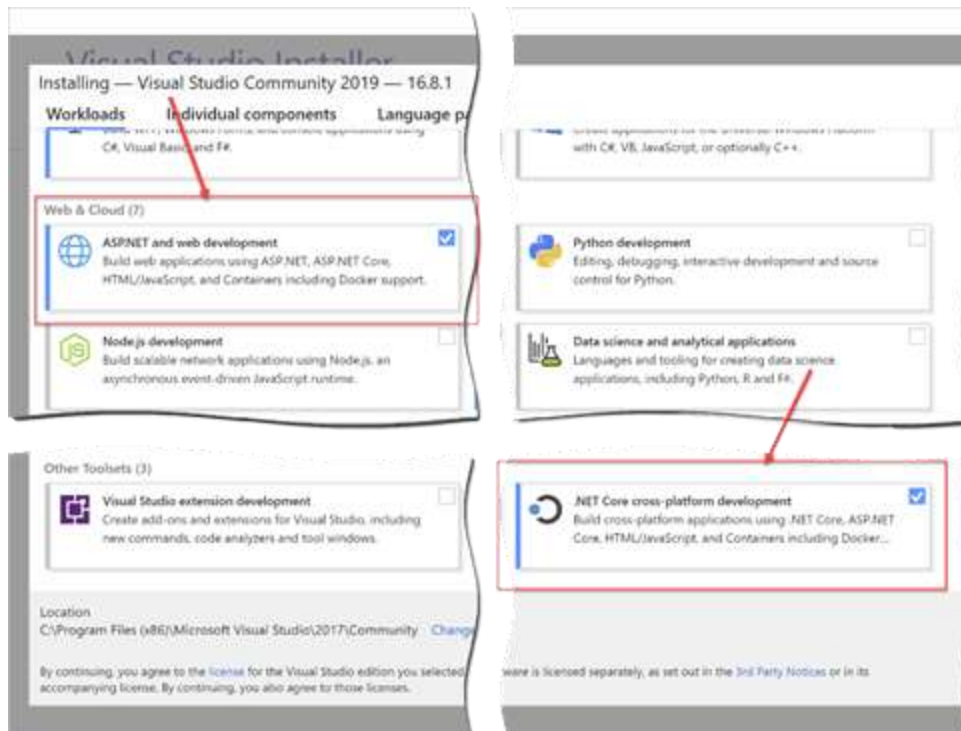 Visual Studio Installer
Installing — Visual Studio Community 2019 — 16.8.1
Workloads Individual components Language pa
C#, Visual Basic and F#.
with C#, VB, JavaScript, or optionally C++.
Web & Cloud (7)
ASP.NET and web development
Build web applications using ASP.NET, ASP.NET Core,
HTML/JavaScript, and Containers including Docker support.
Python development
Editing, debugging, interactive development and source
control for Python.
Node.js development
Build scalable network applications using Node.js, an
asynchronous event-driven JavaScript runtime.
Data science and analytical applications
Languages and tooling for creating data science
applications, including Python, R and F#.
Other Toolsets (3)
Visual Studio extension development
Create add-ons and extensions for Visual Studio, including
new commands, code analyzers and tool windows.
.NET Core cross-platform development
Build cross-platform applications using .NET Core, ASP.NET
Core, HTML/JavaScript, and Containers including Docker...
Location
C:\Program Files (x86)\Microsoft Visual Studio\2017\Community Change
By continuing, you agree to the license for the Visual Studio edition you selected ware is licensed separately, as set out in the 3rd Party Notices or in its
accompanying license. By continuing, you also agree to those licenses.